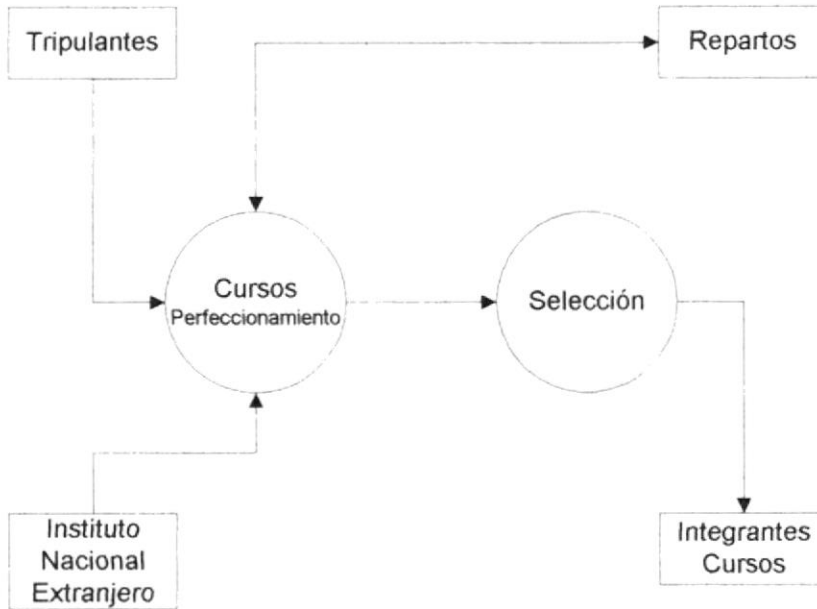 Tripulantes
Repartos
Cursos
Perfeccionamiento
Selección
Instituto
Nacional
Extranjero
Integrantes
Cursos